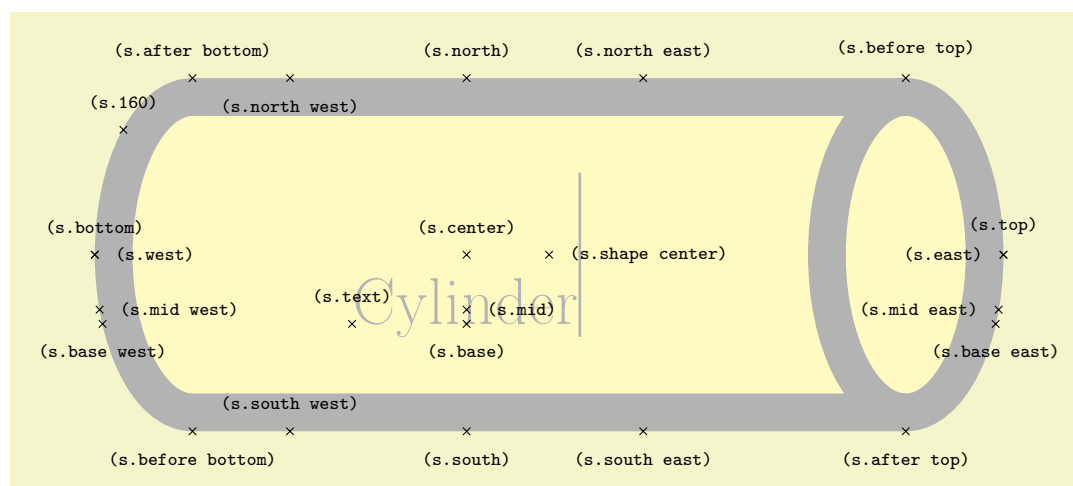 (s.after bottom) (s.north) (s.north east) (s.before top)
(s.160) (s.north west)
(s.bottom) (s.center) (s.top)
(s.west) (s.shape center) (s.east)
(s.text)
Cylinder
(s.mid west) (s.mid) (s.mid east)
(s.base west) (s.base) (s.base east)
(s.south west)
(s.before bottom) (s.south) (s.south east) (s.after top)